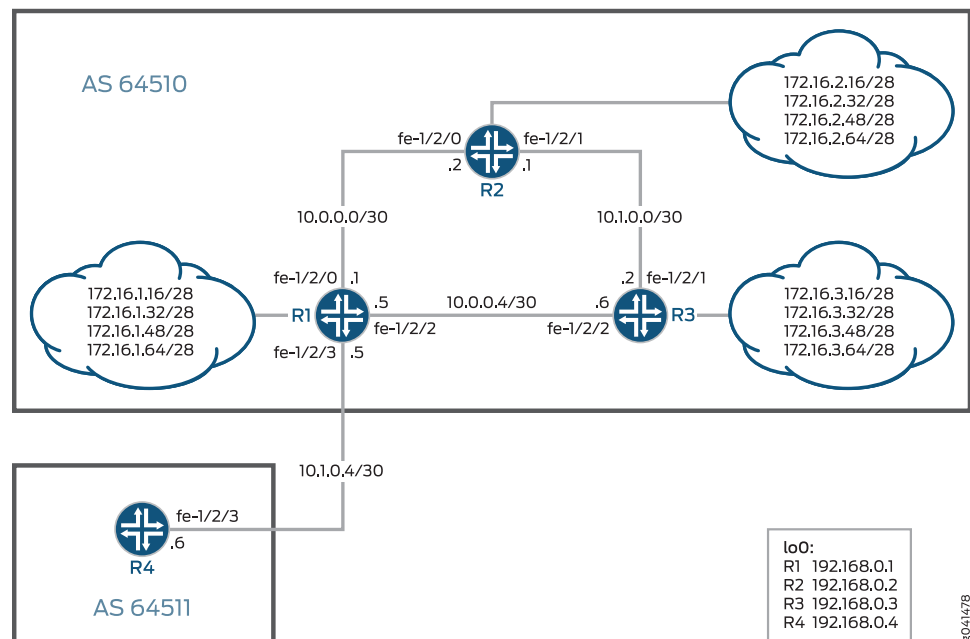 AS 64510
172.16.2.16/28
172.16.2.32/28
172.16.2.48/28
172.16.2.64/28
fe-1/2/0
fe-1/2/1
.2
.1
R2
10.0.0.0/30
10.1.0.0/30
172.16.1.16/28
172.16.1.32/28
172.16.1.48/28
172.16.1.64/28
fe-1/2/0
.1
R1
.5
fe-1/2/2
fe-1/2/3
.5
10.0.0.4/30
.2
fe-1/2/1
.6
fe-1/2/2
R3
172.16.3.16/28
172.16.3.32/28
172.16.3.48/28
172.16.3.64/28
10.1.0.4/30
fe-1/2/3
.6
R4
AS 64511
lo0:
R1 192.168.0.1
R2 192.168.0.2
R3 192.168.0.3
R4 192.168.0.4